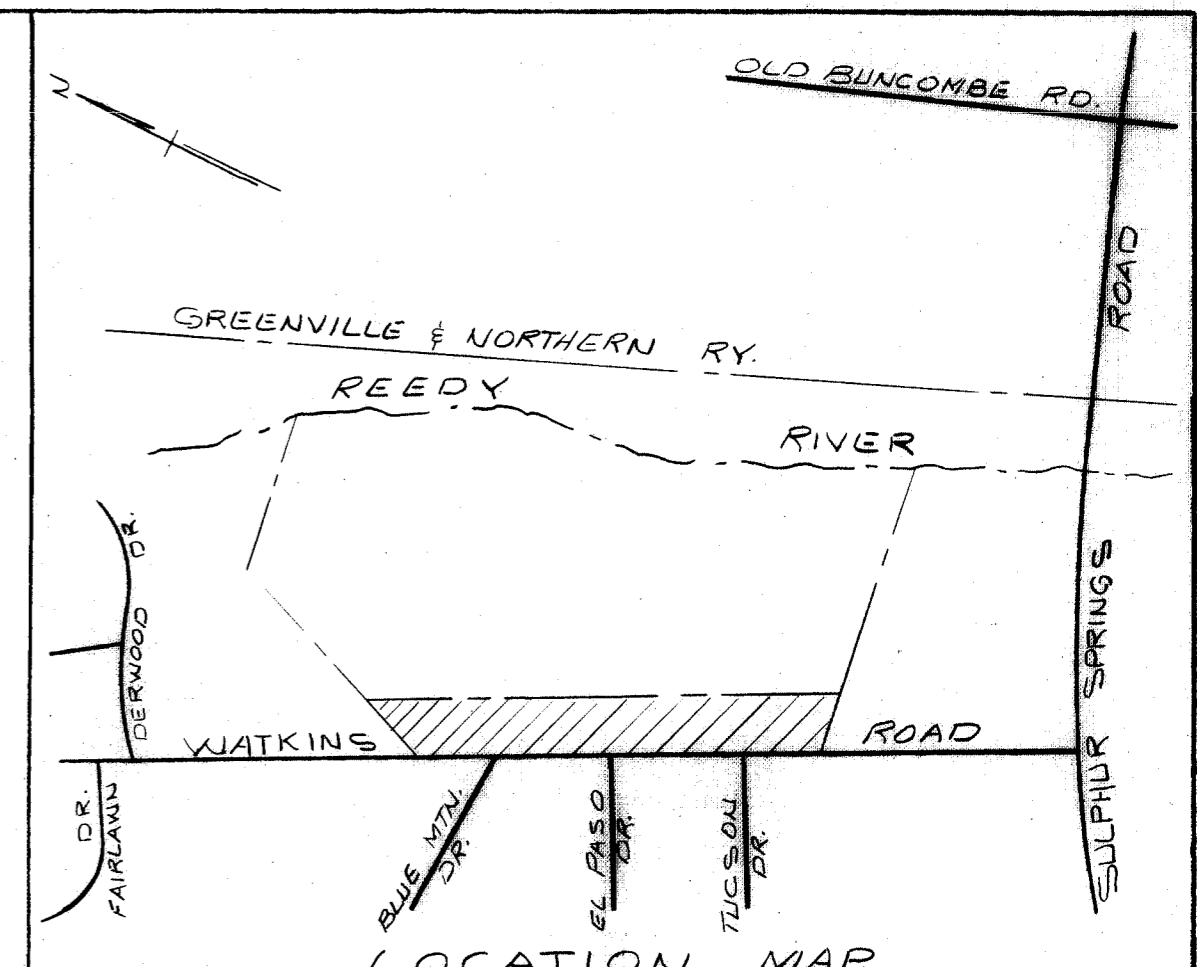 N
OLD BUNCOMBE RD.
ROAD
GREENVILLE & NORTHERN RY.
REEDY
RIVER
DERWOOD DR.
SULPHUR SPRINGS
WATKINS
ROAD
DR.
FAIRLAWN
BLUE MTN.
DR.
EL PASO
DR.
TUCSON
DR.
LOCATION MAP